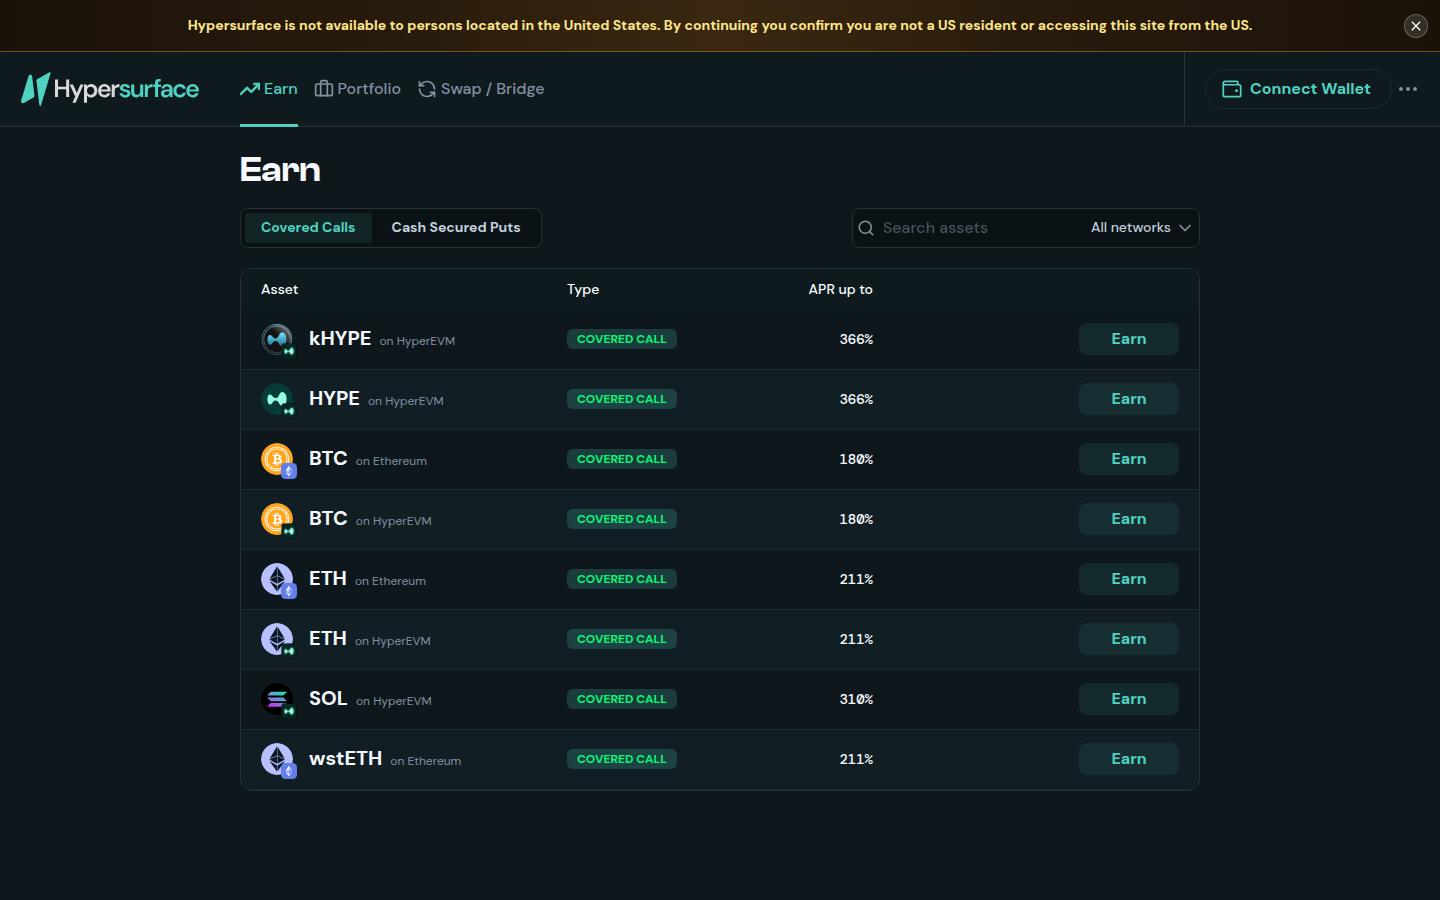 Hypersurface is not available to persons located in the United States. By continuing you confirm you are not a US resident or accessing this site from the US.
Hypersurface
Earn
Portfolio
Swap / Bridge
Connect Wallet
Earn
Covered Calls
Cash Secured Puts
Search assets
All networks
Asset Type APR up to
kHYPE on HyperEVM COVERED CALL 366% Earn
HYPE on HyperEVM COVERED CALL 366% Earn
BTC on Ethereum COVERED CALL 180% Earn
BTC on HyperEVM COVERED CALL 180% Earn
ETH on Ethereum COVERED CALL 211% Earn
ETH on HyperEVM COVERED CALL 211% Earn
SOL on HyperEVM COVERED CALL 310% Earn
wstETH on Ethereum COVERED CALL 211% Earn